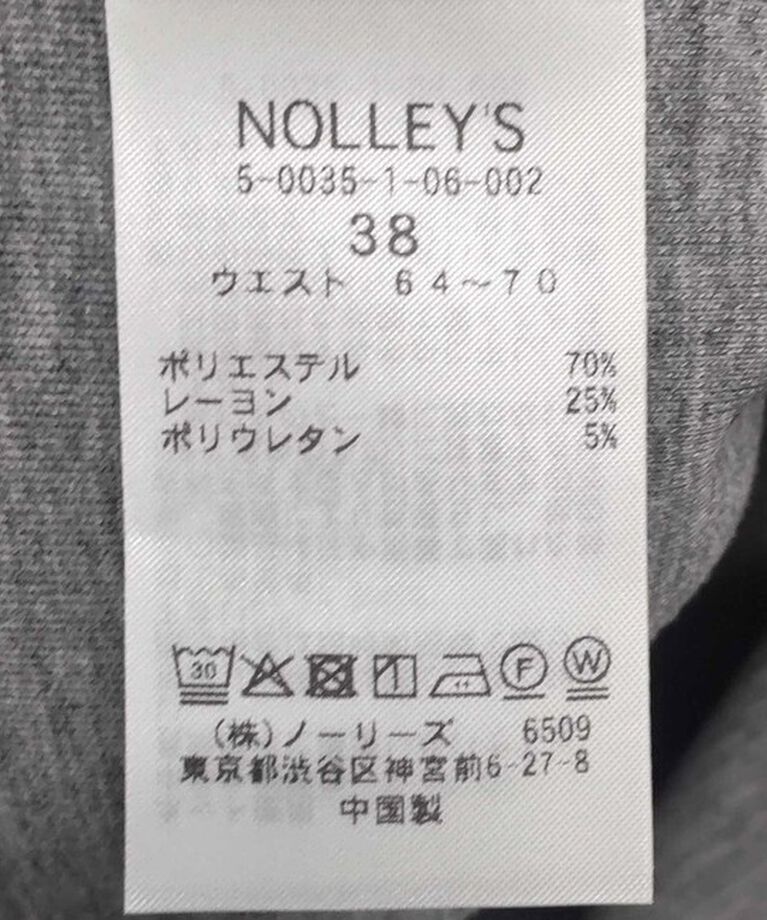 NOLLEY'S
5-0035-1-06-002
38
ウエスト 64~70
ポリエステル 70%
レーヨン 25%
ポリウレタン 5%
30 F W
(株)ノーリーズ 6509
東京都渋谷区神宮前6-27-8
中国製